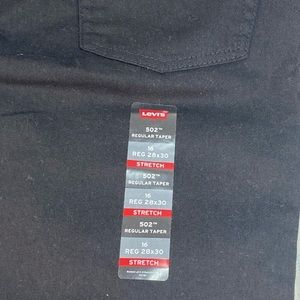 Levi's
502™
REGULAR TAPER
16
REG 28x30
STRETCH
502™
REGULAR TAPER
16
REG 28x30
STRETCH
502™
REGULAR TAPER
16
REG 28x30
STRETCH